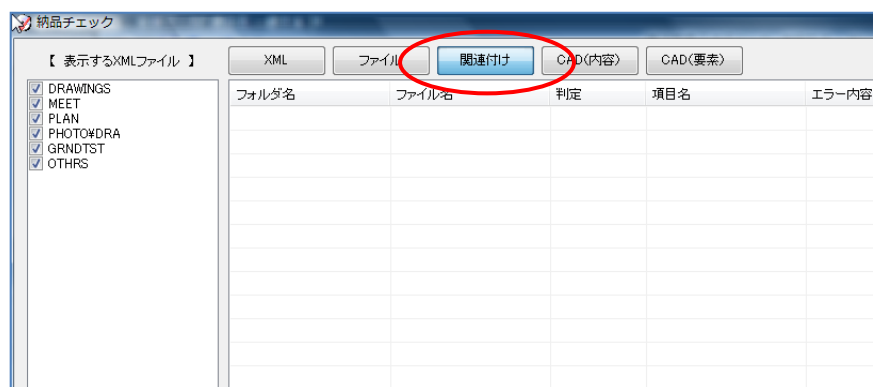 納品チェック
【 表示するXMLファイル 】
XML ファイル 関連付け CAD(内容) CAD(要素)
フォルダ名 ファイル名 判定 項目名 エラー内容
DRAWINGS
MEET
PLAN
PHOTO¥DRA
GRNDTST
OTHRS